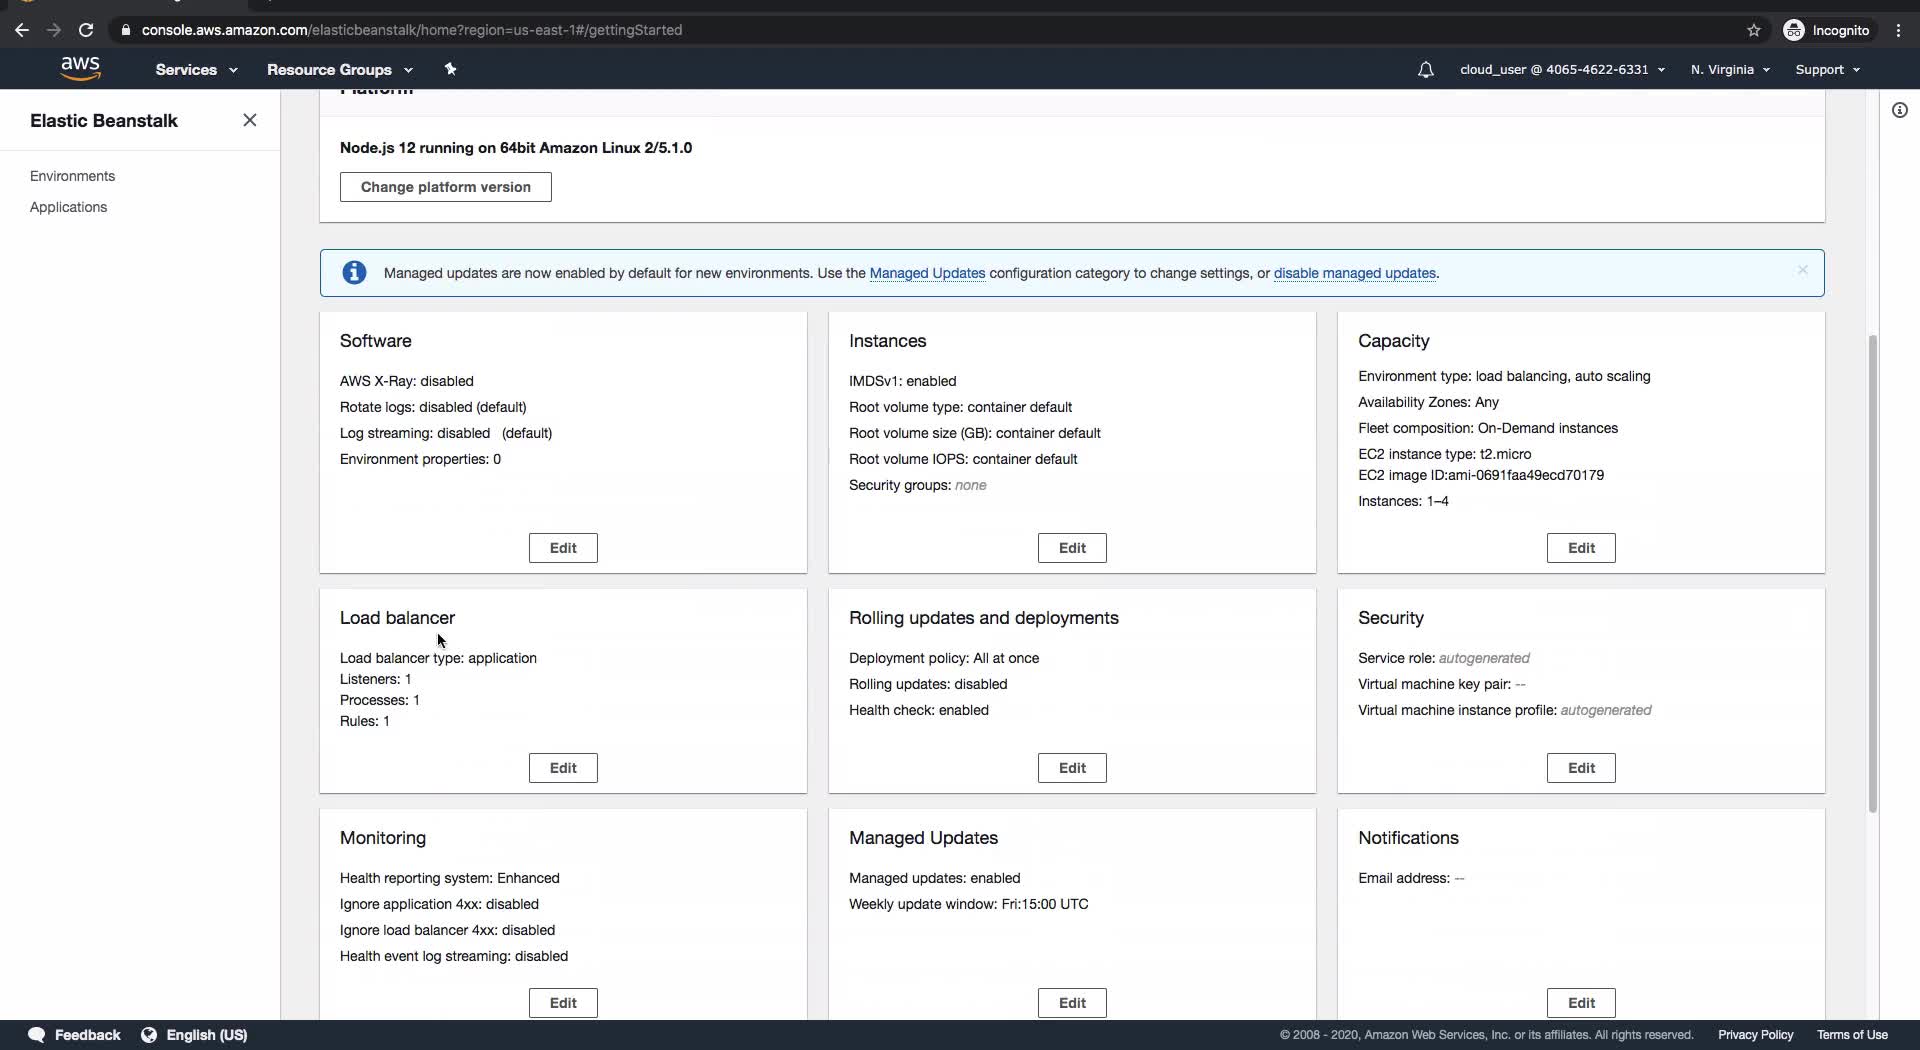 console.aws.amazon.com/elasticbeanstalk/home?region=us-east-1#/gettingStarted
Incognito
aws
Services
Resource Groups
cloud_user @ 4065-4622-6331
N. Virginia
Support
Elastic Beanstalk
Environments
Applications
Platform
Node.js 12 running on 64bit Amazon Linux 2/5.1.0
Change platform version
Managed updates are now enabled by default for new environments. Use the Managed Updates configuration category to change settings, or disable managed updates.
Software
AWS X-Ray: disabled
Rotate logs: disabled (default)
Log streaming: disabled (default)
Environment properties: 0
Edit
Instances
IMDSv1: enabled
Root volume type: container default
Root volume size (GB): container default
Root volume IOPS: container default
Security groups: none
Edit
Capacity
Environment type: load balancing, auto scaling
Availability Zones: Any
Fleet composition: On-Demand instances
EC2 instance type: t2.micro
EC2 image ID:ami-0691faa49ecd70179
Instances: 1–4
Edit
Load balancer
Load balancer type: application
Listeners: 1
Processes: 1
Rules: 1
Edit
Rolling updates and deployments
Deployment policy: All at once
Rolling updates: disabled
Health check: enabled
Edit
Security
Service role: autogenerated
Virtual machine key pair: --
Virtual machine instance profile: autogenerated
Edit
Monitoring
Health reporting system: Enhanced
Ignore application 4xx: disabled
Ignore load balancer 4xx: disabled
Health event log streaming: disabled
Edit
Managed Updates
Managed updates: enabled
Weekly update window: Fri:15:00 UTC
Edit
Notifications
Email address: --
Edit
Feedback
English (US)
© 2008 - 2020, Amazon Web Services, Inc. or its affiliates. All rights reserved.
Privacy Policy
Terms of Use